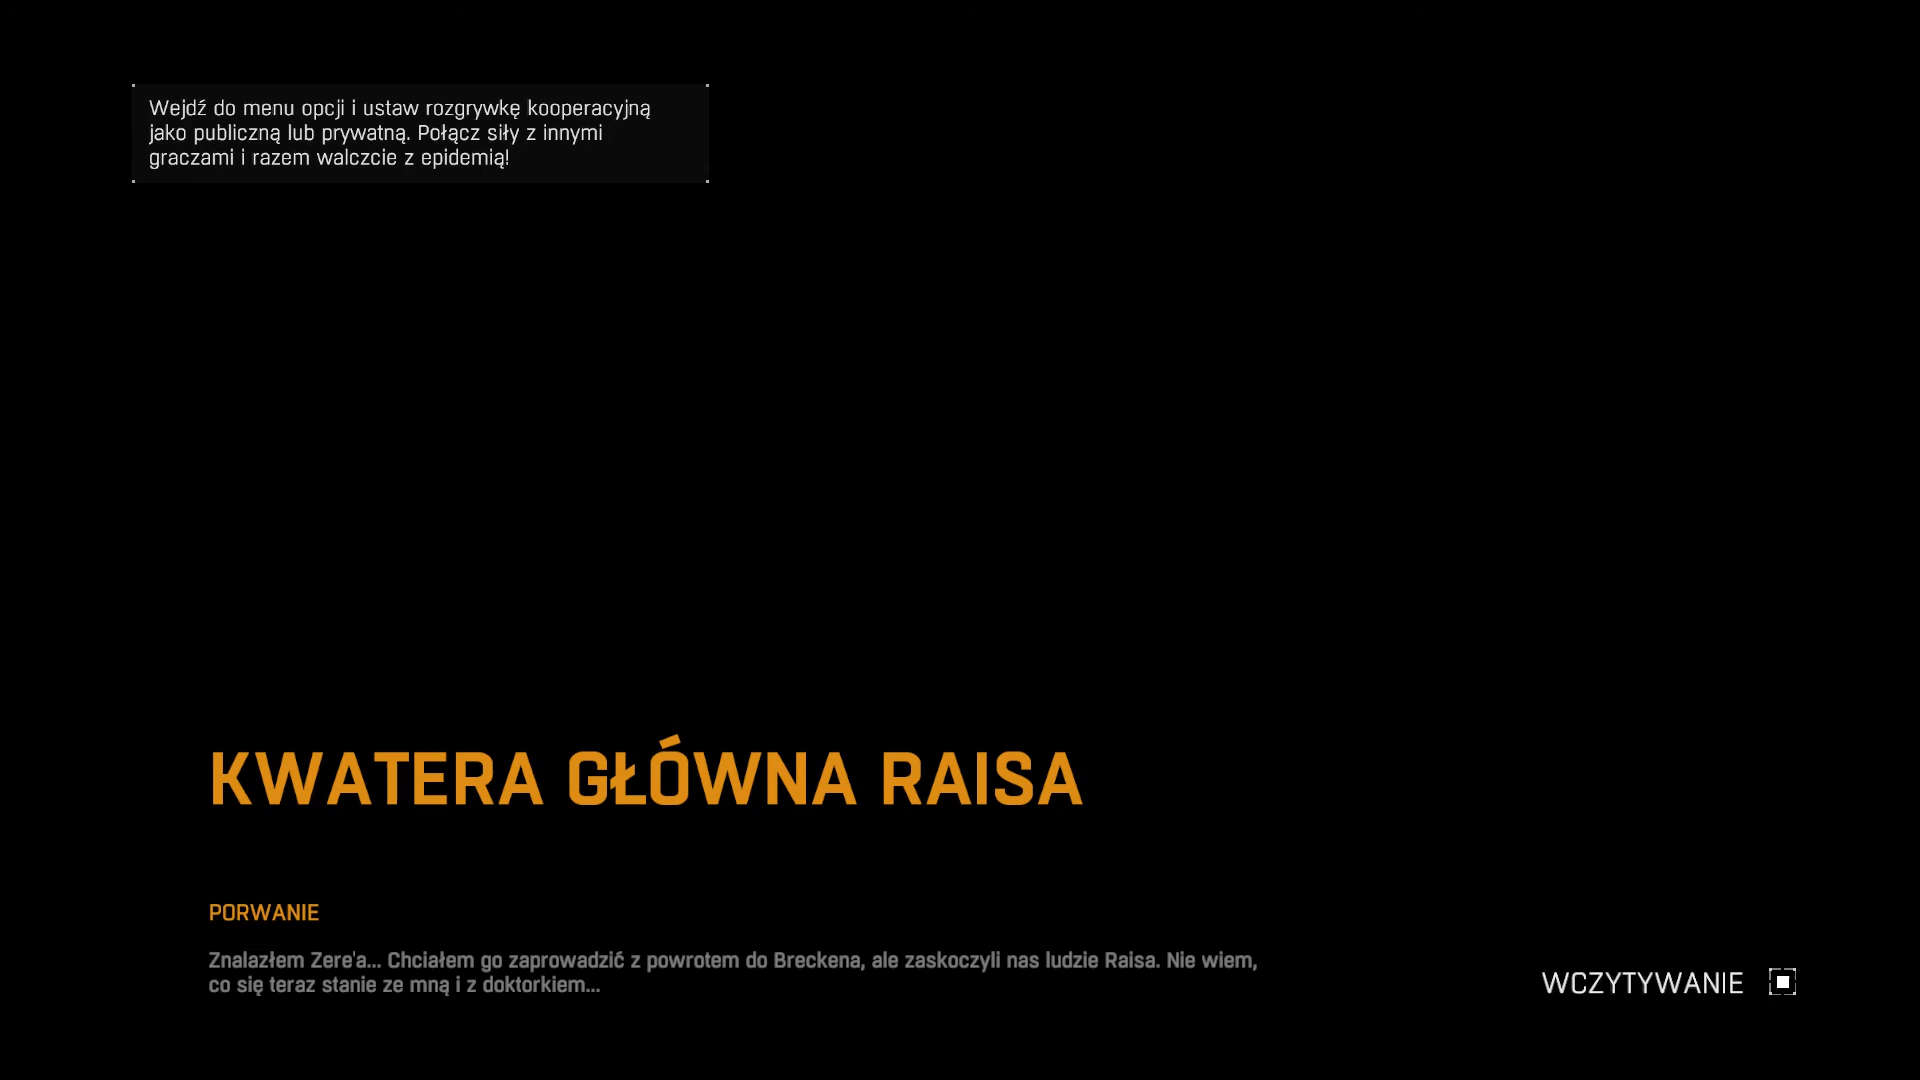 Wejdź do menu opcji i ustaw rozgrywkę kooperacyjną
jako publiczną lub prywatną. Połącz siły z innymi
graczami i razem walczcie z epidemią!
KWATERA GŁÓWNA RAISA
PORWANIE
Znalazłem Zere'a... Chciałem go zaprowadzić z powrotem do Breckena, ale zaskoczyli nas ludzie Raisa. Nie wiem,
co się teraz stanie ze mną i z doktorkiem...
WCZYTYWANIE